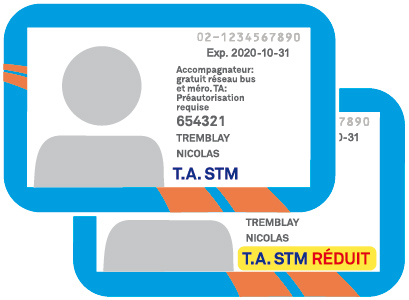 02-1234567890
Exp. 2020-10-31
Accompagnateur:
gratuit réseau bus
et méro. TA:
Préautorisation
requise
654321
TREMBLAY
NICOLAS
T.A. STM
7890
0-31
TREMBLAY
NICOLAS
T.A. STM RÉDUIT